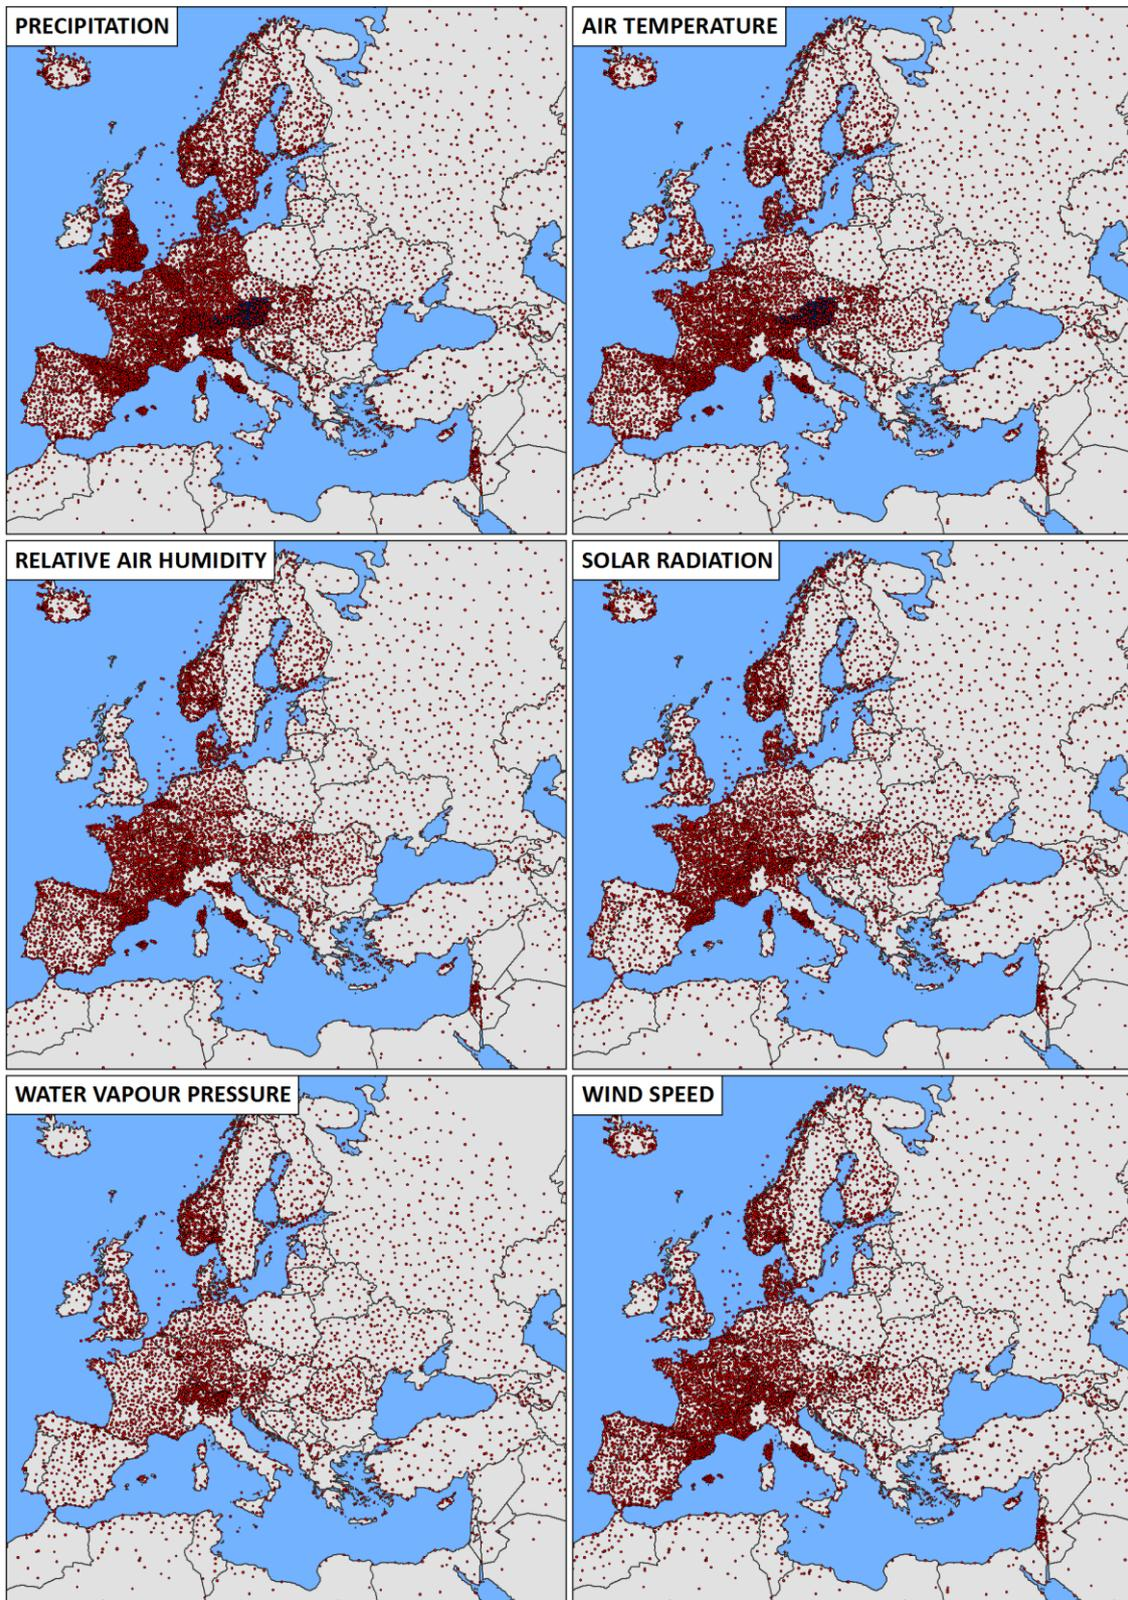 PRECIPITATION
AIR TEMPERATURE
RELATIVE AIR HUMIDITY
SOLAR RADIATION
WATER VAPOUR PRESSURE
WIND SPEED